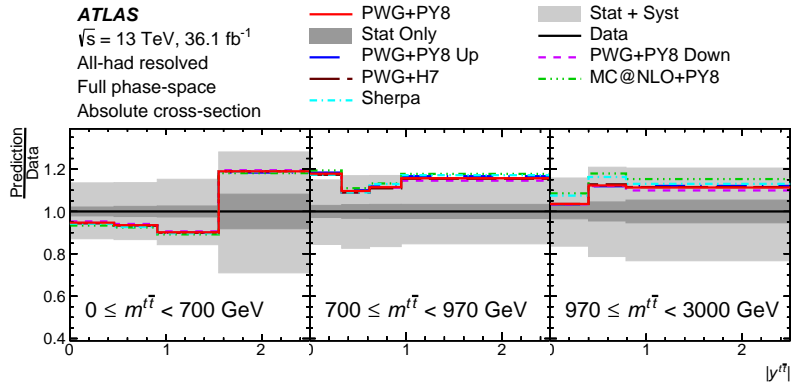 ATLAS
√s = 13 TeV, 36.1 fb⁻¹
All-had resolved
Full phase-space
Absolute cross-section
PWG+PY8
Stat Only
PWG+PY8 Up
PWG+H7
Sherpa
Stat + Syst
Data
PWG+PY8 Down
MC@NLO+PY8
Prediction
Data
1.2
1.0
0.8
0.6
0.4
0 ≤ m^{tt̅} < 700 GeV
700 ≤ m^{tt̅} < 970 GeV
970 ≤ m^{tt̅} < 3000 GeV
0 1 2 0 1 2 0 1 2
|y^{tt̅}|